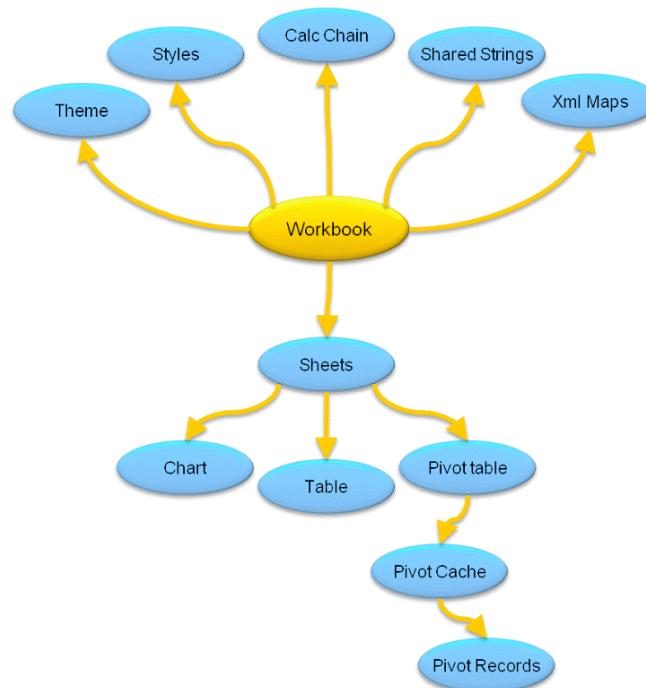 Calc Chain
Styles
Shared Strings
Theme
Xml Maps
Workbook
Sheets
Chart
Table
Pivot table
Pivot Cache
Pivot Records